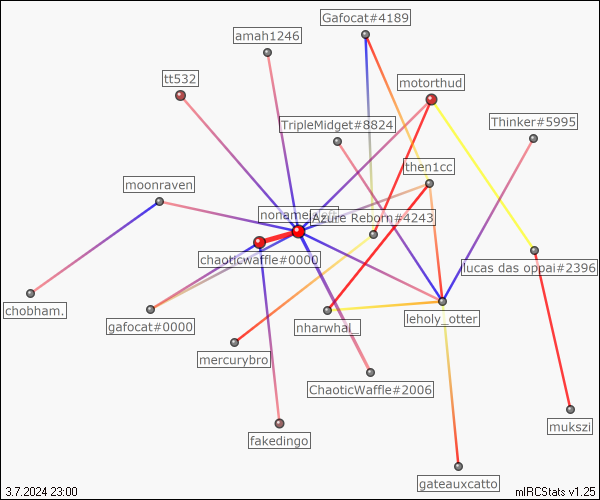 Gafocat#4189
amah1246
tt532
motorthud
TripleMidget#8824
Thinker#5995
then1cc
moonraven
Azure Reborn#4243
chaoticwaffle#0000
lucas das oppai#2396
chobham.
gafocat#0000
nharwhal_
leholy_otter
mercurybro
ChaoticWaffle#2006
mukszi
fakedingo
gateauxcatto
3.7.2024 23:00
mIRCStats v1.25